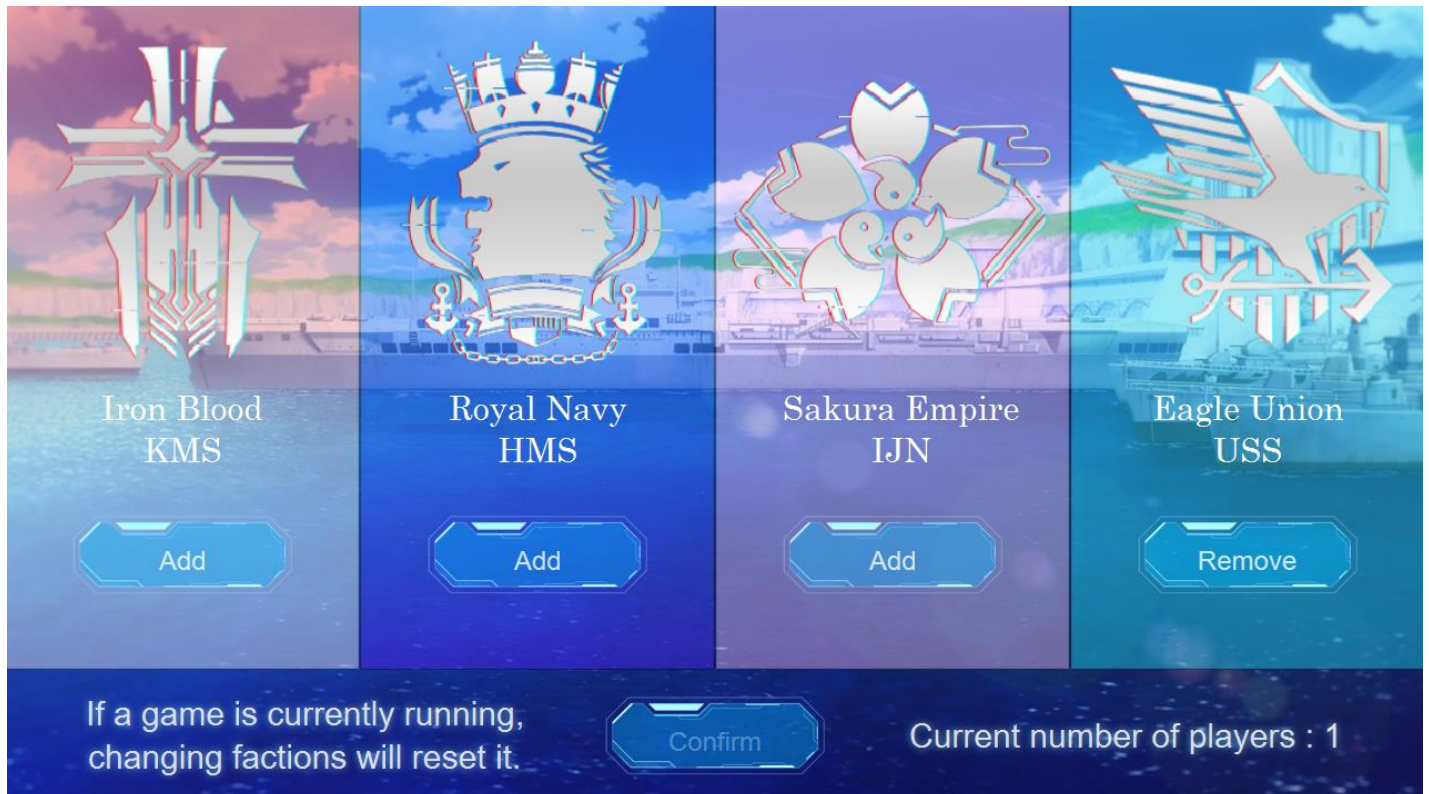 Iron Blood
KMS
Royal Navy
HMS
Sakura Empire
IJN
Eagle Union
USS
Add
Add
Add
Remove
If a game is currently running,
changing factions will reset it.
Confirm
Current number of players : 1